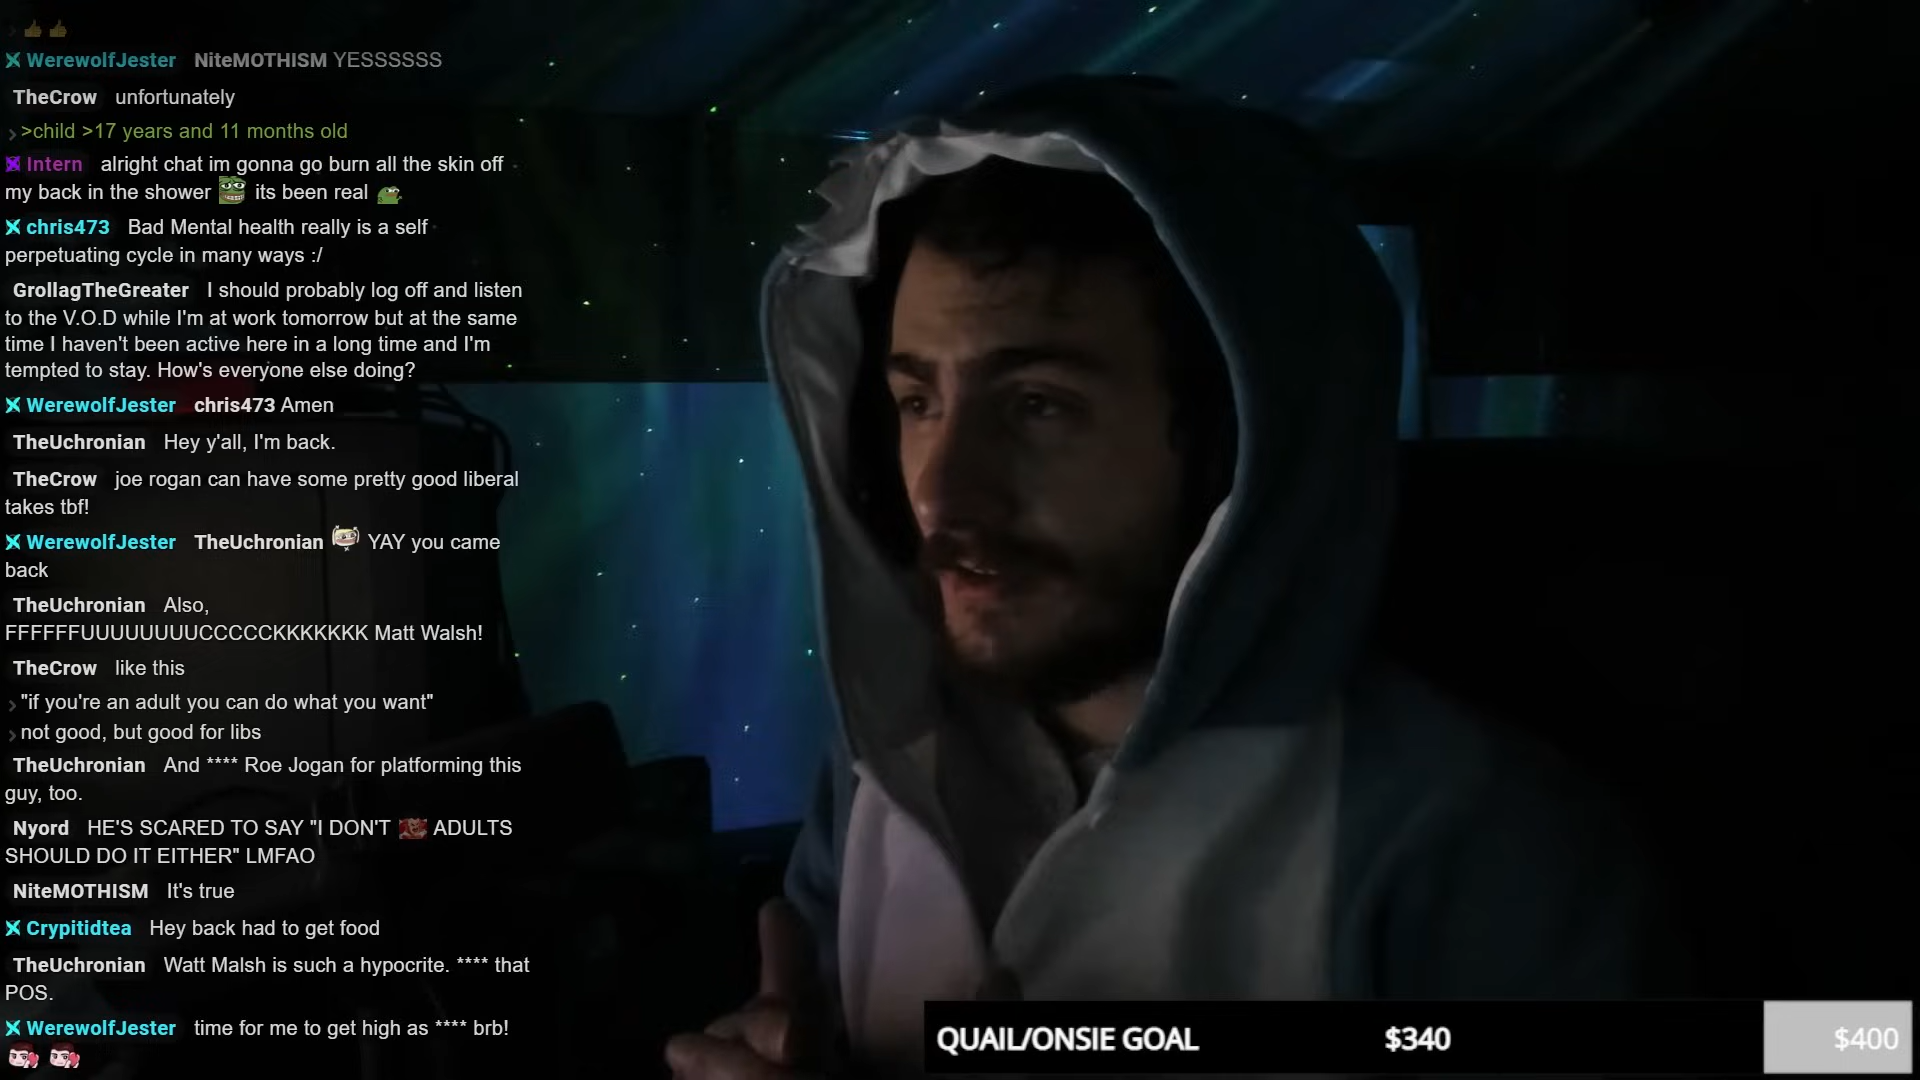 WerewolfJester NiteMOTHISM YESSSSSS
TheCrow unfortunately
>child >17 years and 11 months old
Intern alright chat im gonna go burn all the skin off
my back in the shower its been real
chris473 Bad Mental health really is a self
perpetuating cycle in many ways :/
GrollagTheGreater I should probably log off and listen
to the V.O.D while I'm at work tomorrow but at the same
time I haven't been active here in a long time and I'm
tempted to stay. How's everyone else doing?
WerewolfJester chris473 Amen
TheUchronian Hey y'all, I'm back.
TheCrow joe rogan can have some pretty good liberal
takes tbf!
WerewolfJester TheUchronian YAY you came
back
TheUchronian Also,
FFFFFFUUUUUUUUCCCCCKKKKKKK Matt Walsh!
TheCrow like this
"if you're an adult you can do what you want"
not good, but good for libs
TheUchronian And **** Roe Jogan for platforming this
guy, too.
Nyord HE'S SCARED TO SAY "I DON'T ADULTS
SHOULD DO IT EITHER" LMFAO
NiteMOTHISM It's true
Crypitidtea Hey back had to get food
TheUchronian Watt Malsh is such a hypocrite. **** that
POS.
WerewolfJester time for me to get high as **** brb!
QUAIL/ONSIE GOAL $340 $400